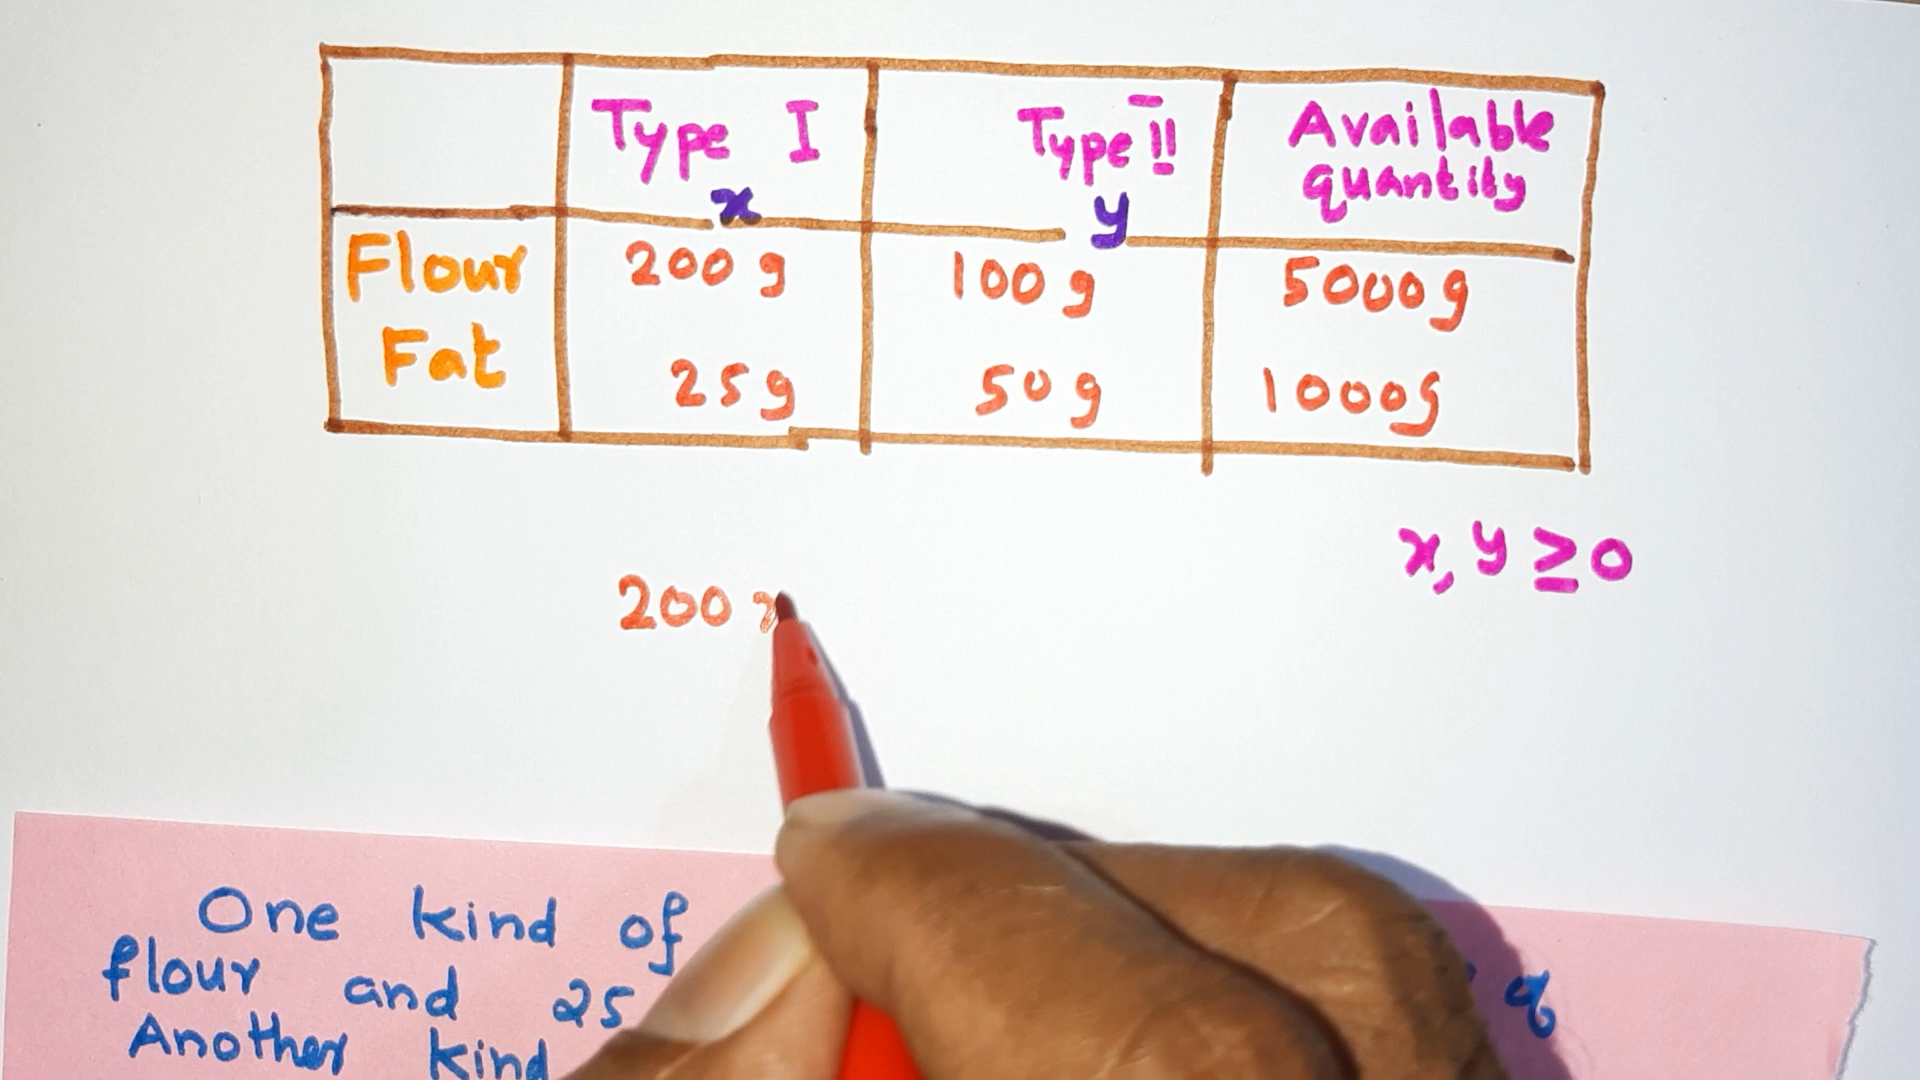 Type I
x
Type II
y
Available
quantity
Flour
200 g
100 g
5000g
Fat
25g
50 g
1000g
x, y ≥ 0
200 x
One kind of
flour and 25
Another kind